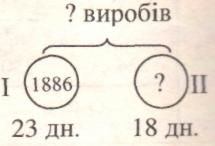 ? виробів
I 1886 ? II
23 дн. 18 дн.